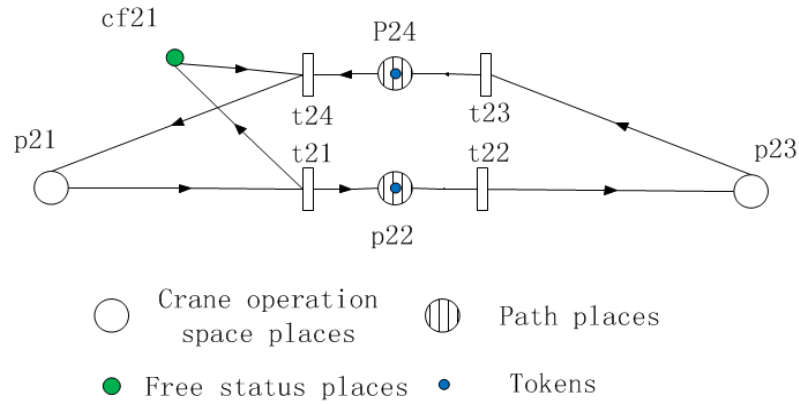 cf21
P24
t24
t23
p21
t21
t22
p23
p22
Crane operation
space places
Path places
Free status places
Tokens